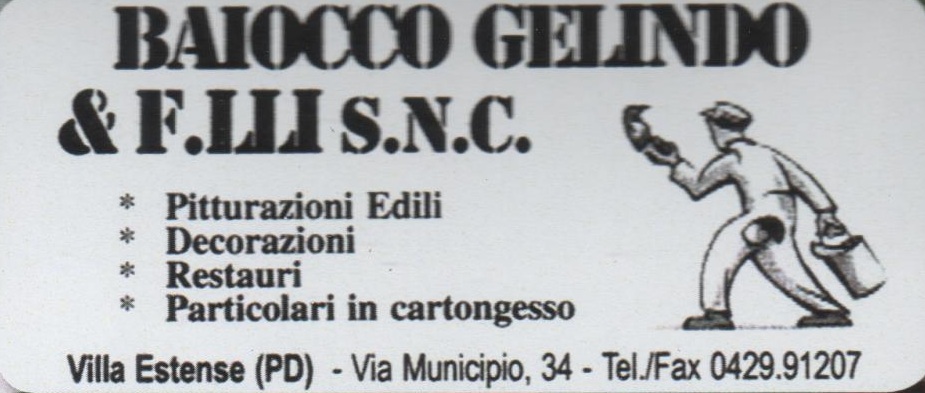 BAIOCCO GELINDO
& F.LLI S.N.C.
* Pitturazioni Edili
* Decorazioni
* Restauri
* Particolari in cartongesso
Villa Estense (PD) - Via Municipio, 34 - Tel./Fax 0429.91207